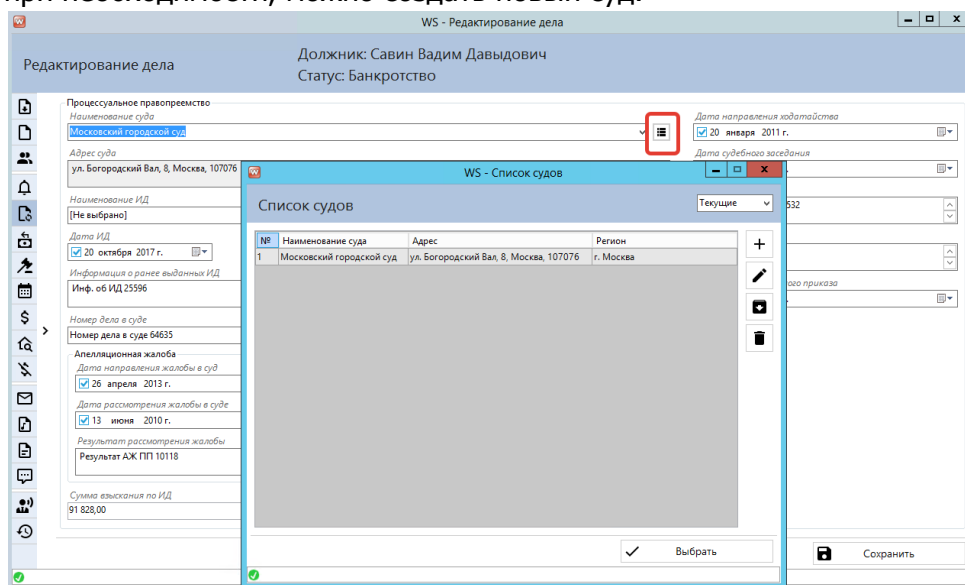 при необходимости, можно создать новый суд.
WS - Редактирование дела
Редактирование дела
Должник: Савин Вадим Давыдович
Статус: Банкротство
Процессуальное правопреемство
Наименование суда
Московский городской суд
Адрес суда
ул. Богородский Вал, 8, Москва, 107076
Наименование ИД
[Не выбрано]
Дата ИД
20 октября 2017 г.
Информация о ранее выданных ИД
Инф. об ИД 25596
Номер дела в суде
Номер дела в суде 64635
Апелляционная жалоба
Дата направления жалобы в суд
26 апреля 2013 г.
Дата рассмотрения жалобы в суде
13 июня 2010 г.
Результат рассмотрения жалобы
Результат АЖ ПП 10118
Сумма взыскания по ИД
91 828,00
Дата направления ходатайства
20 января 2011 г.
Дата судебного заседания
532
ого приказа
Сохранить
WS - Список судов
Список судов
Текущие
№ Наименование суда Адрес Регион
1 Московский городской суд ул. Богородский Вал, 8, Москва, 107076 г. Москва
Выбрать